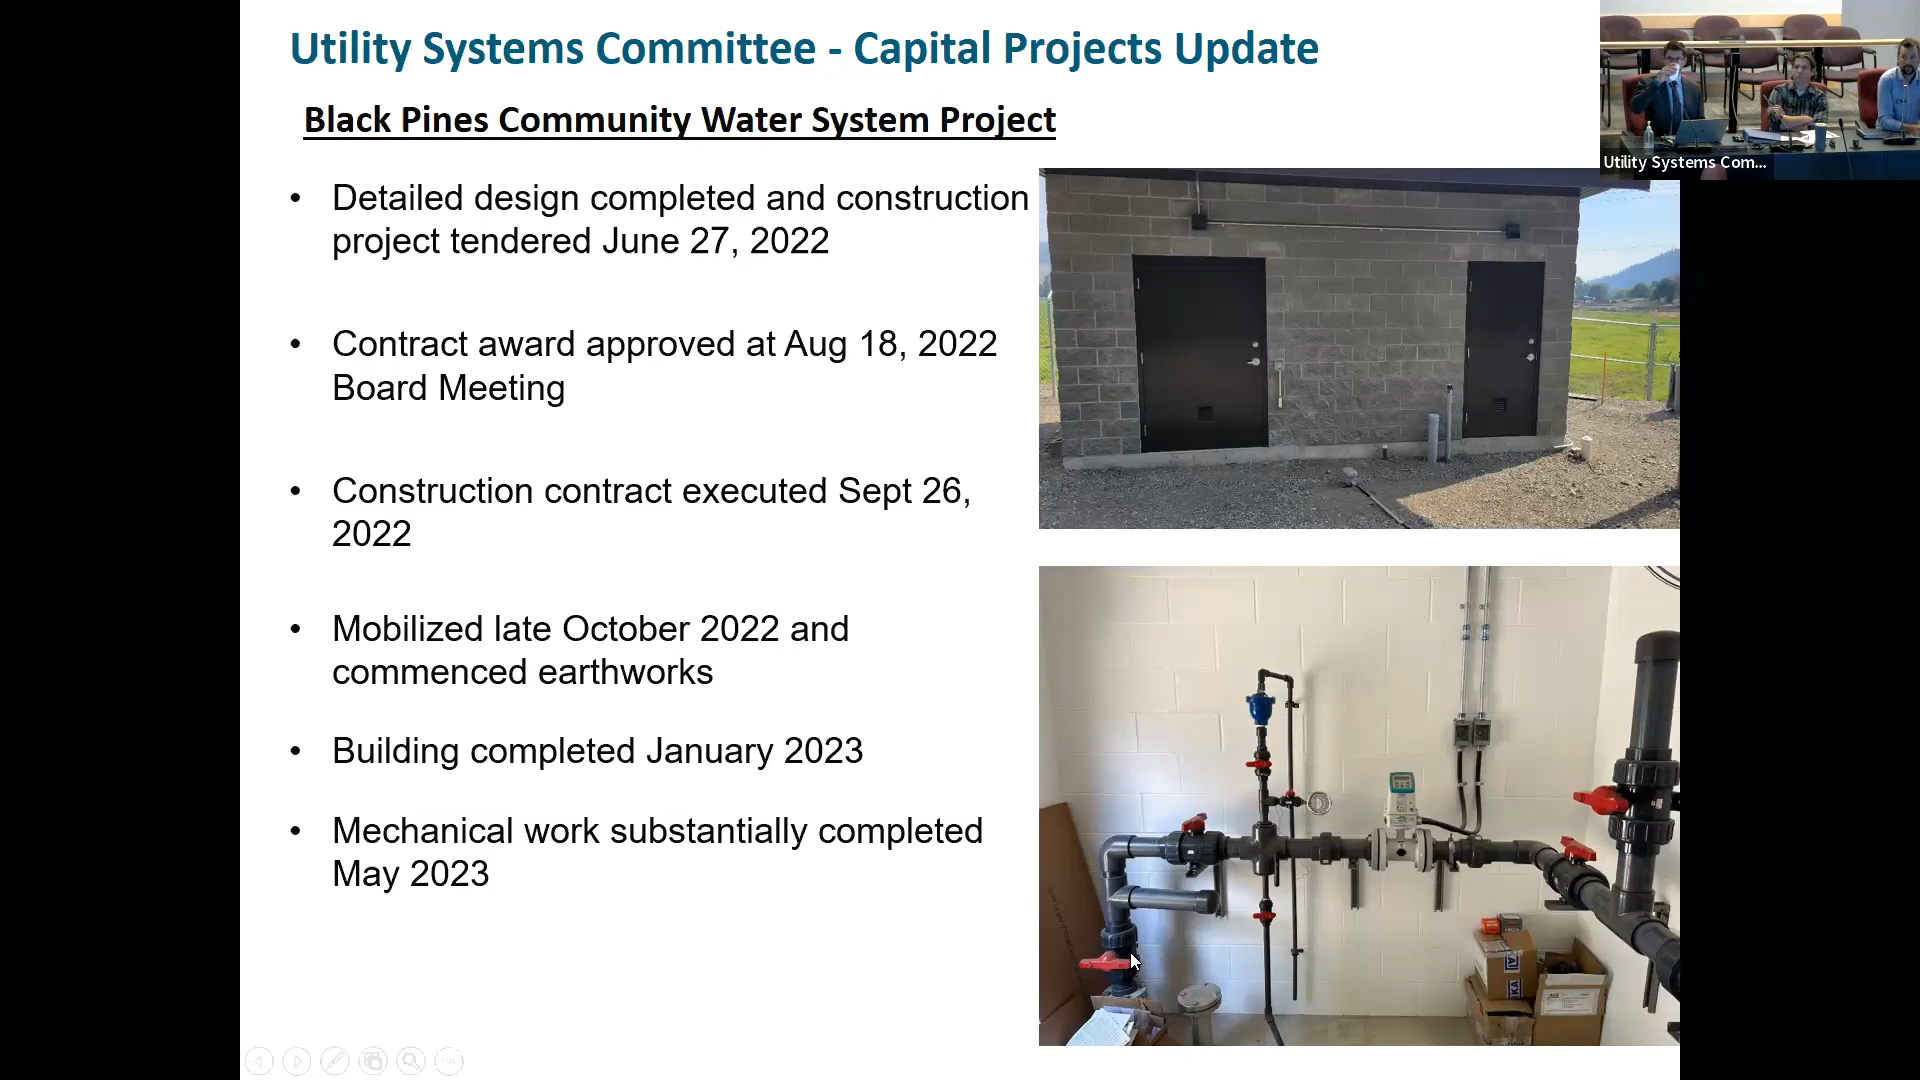 Utility Systems Committee - Capital Projects Update
Utility Systems Com...
Black Pines Community Water System Project
• Detailed design completed and construction
project tendered June 27, 2022
• Contract award approved at Aug 18, 2022
Board Meeting
• Construction contract executed Sept 26,
2022
• Mobilized late October 2022 and
commenced earthworks
• Building completed January 2023
• Mechanical work substantially completed
May 2023